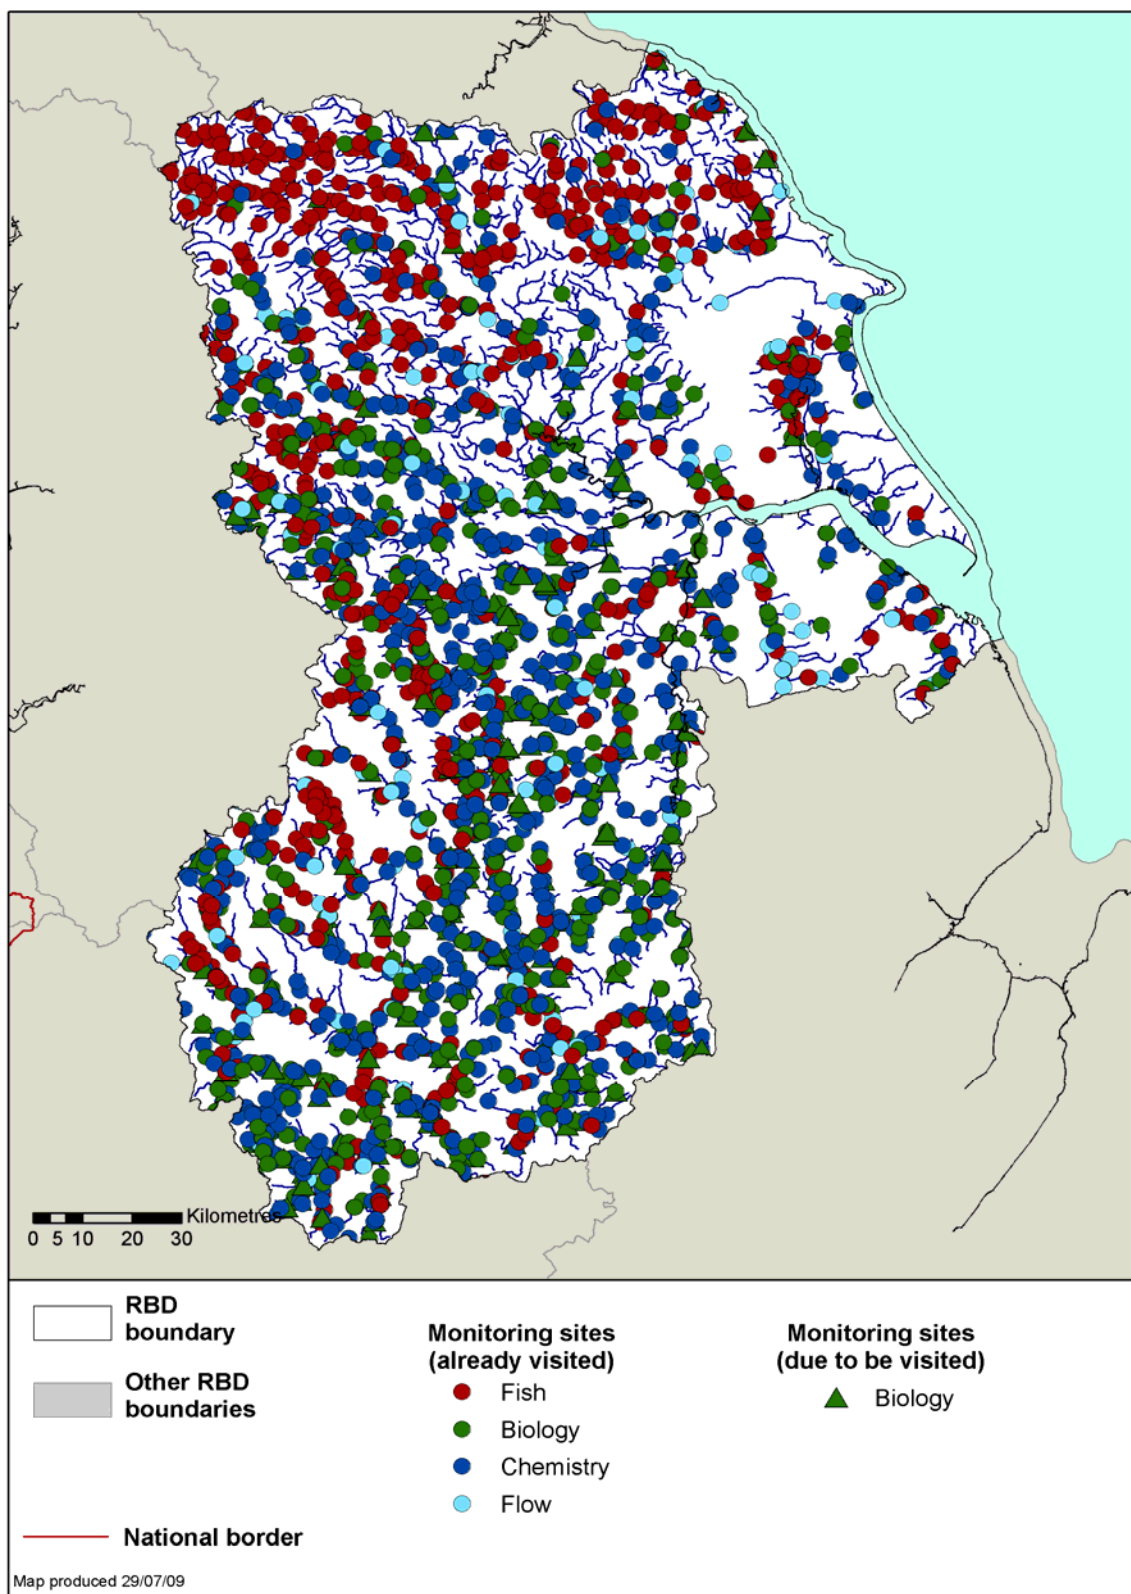 Kilometres
0 5 10 20 30
RBD
boundary
Other RBD
boundaries
National border
Monitoring sites
(already visited)
Fish
Biology
Chemistry
Flow
Monitoring sites
(due to be visited)
Biology
Map produced 29/07/09